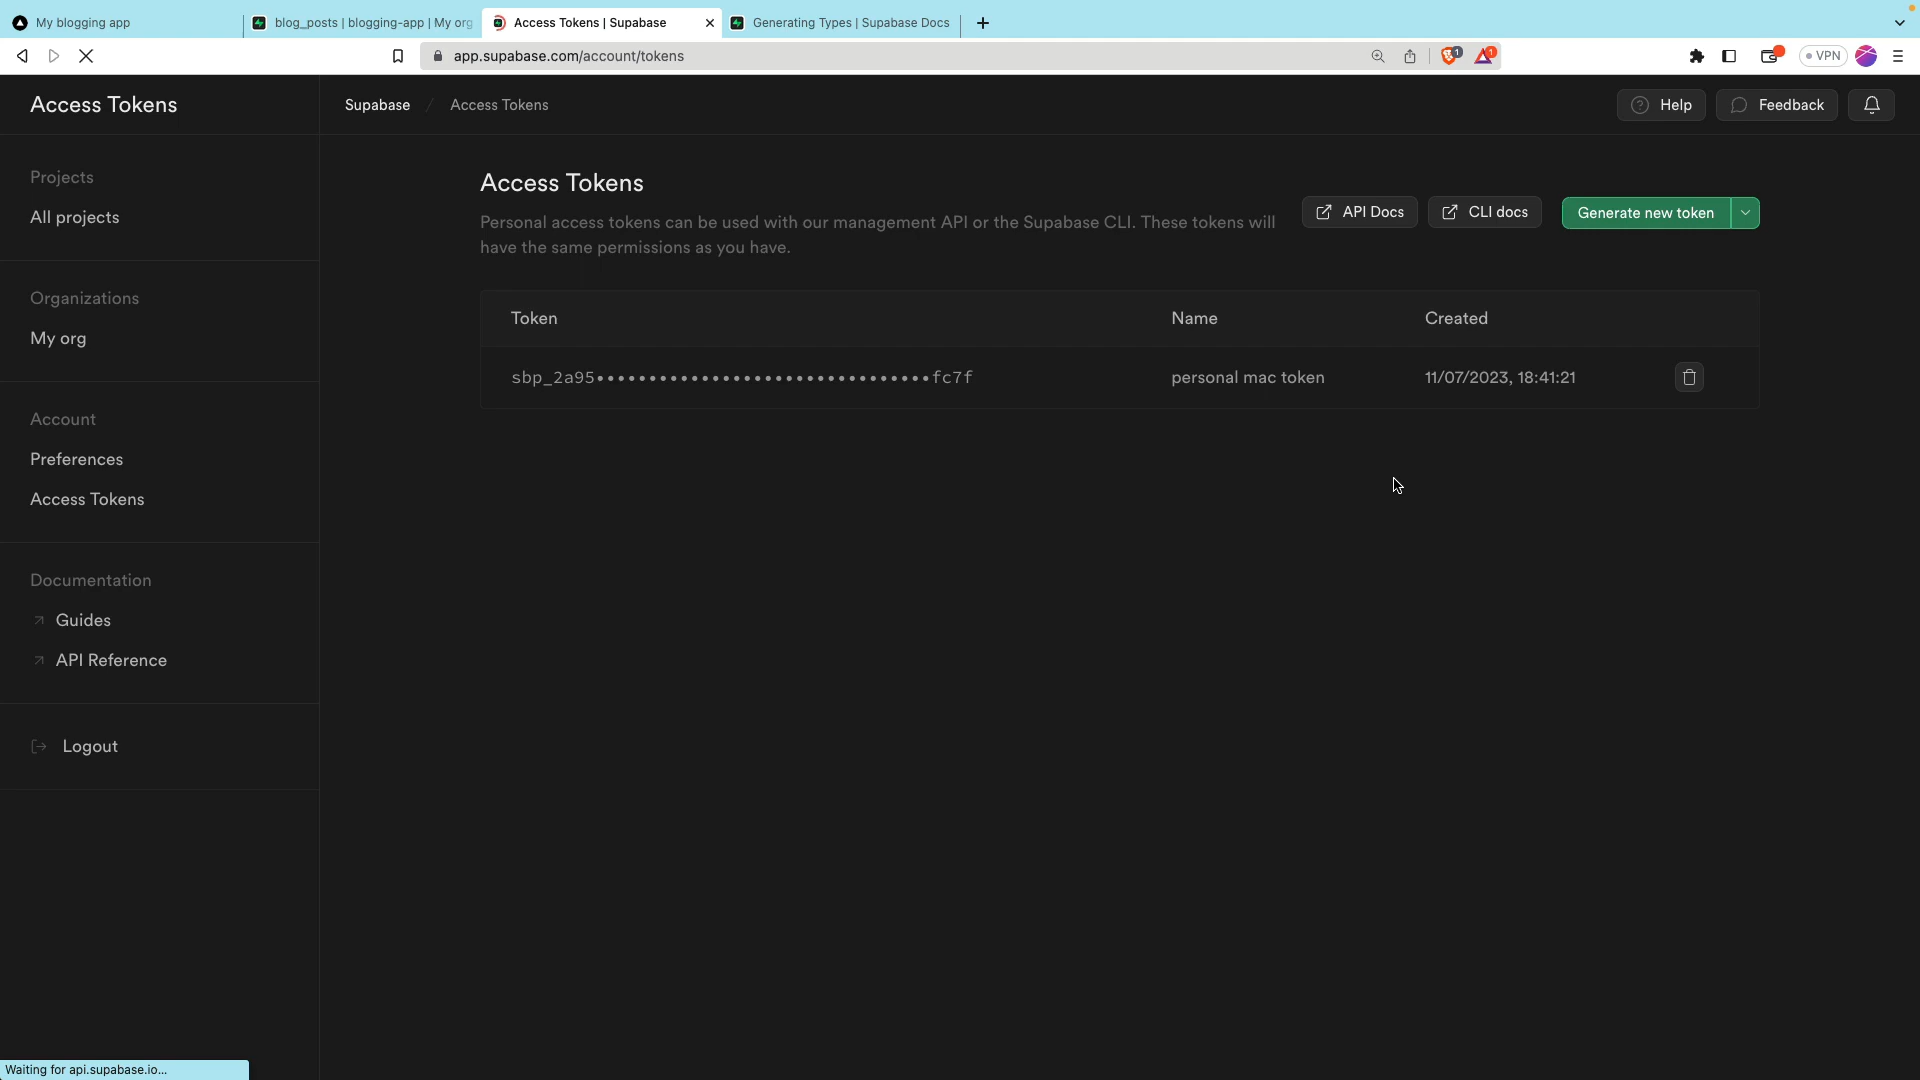 My blogging app
blog_posts | blogging-app | My org
Access Tokens | Supabase
Generating Types | Supabase Docs
app.supabase.com/account/tokens
1
1
VPN
Access Tokens
Supabase / Access Tokens
Help
Feedback
Projects
All projects
Organizations
My org
Account
Preferences
Access Tokens
Documentation
Guides
API Reference
Logout
Access Tokens
Personal access tokens can be used with our management API or the Supabase CLI. These tokens will
have the same permissions as you have.
API Docs
CLI docs
Generate new token
Token Name Created
sbp_2a95••••••••••••••••••••••••••••••••fc7f personal mac token 11/07/2023, 18:41:21
Waiting for api.supabase.io...